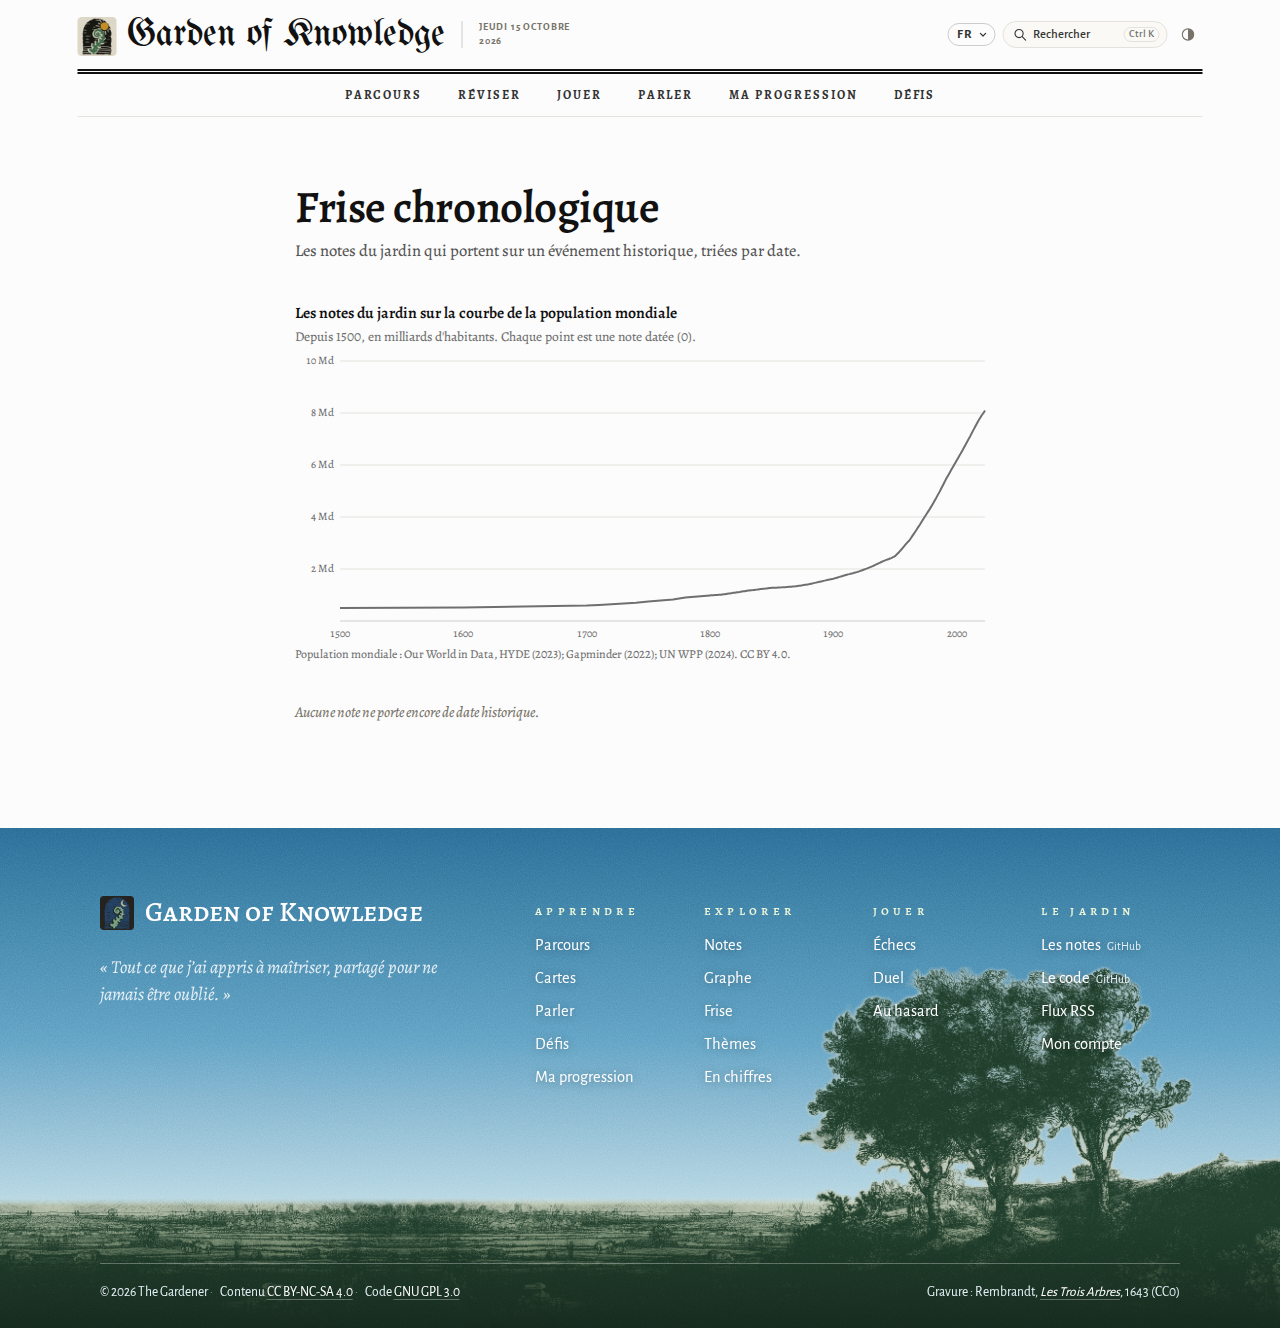 Garden of Knowledge
JEUDI 15 OCTOBRE
2026
FR
Rechercher
Ctrl K
PARCOURS
RÉVISER
JOUER
PARLER
MA PROGRESSION
DÉFIS
Frise chronologique
Les notes du jardin qui portent sur un événement historique, triées par date.
Les notes du jardin sur la courbe de la population mondiale
Depuis 1500, en milliards d'habitants. Chaque point est une note datée (0).
10 Md
8 Md
6 Md
4 Md
2 Md
1500 1600 1700 1800 1900 2000
Population mondiale : Our World in Data, HYDE (2023); Gapminder (2022); UN WPP (2024). CC BY 4.0.
Aucune note ne porte encore de date historique.
Garden of Knowledge
« Tout ce que j’ai appris à maîtriser, partagé pour ne
jamais être oublié. »
APPRENDRE
Parcours
Cartes
Parler
Défis
Ma progression
EXPLORER
Notes
Graphe
Frise
Thèmes
En chiffres
JOUER
Échecs
Duel
Au hasard
LE JARDIN
Les notes GitHub
Le code GitHub
Flux RSS
Mon compte
© 2026 The Gardener · Contenu CC BY-NC-SA 4.0 · Code GNU GPL 3.0
Gravure : Rembrandt, Les Trois Arbres, 1643 (CC0)